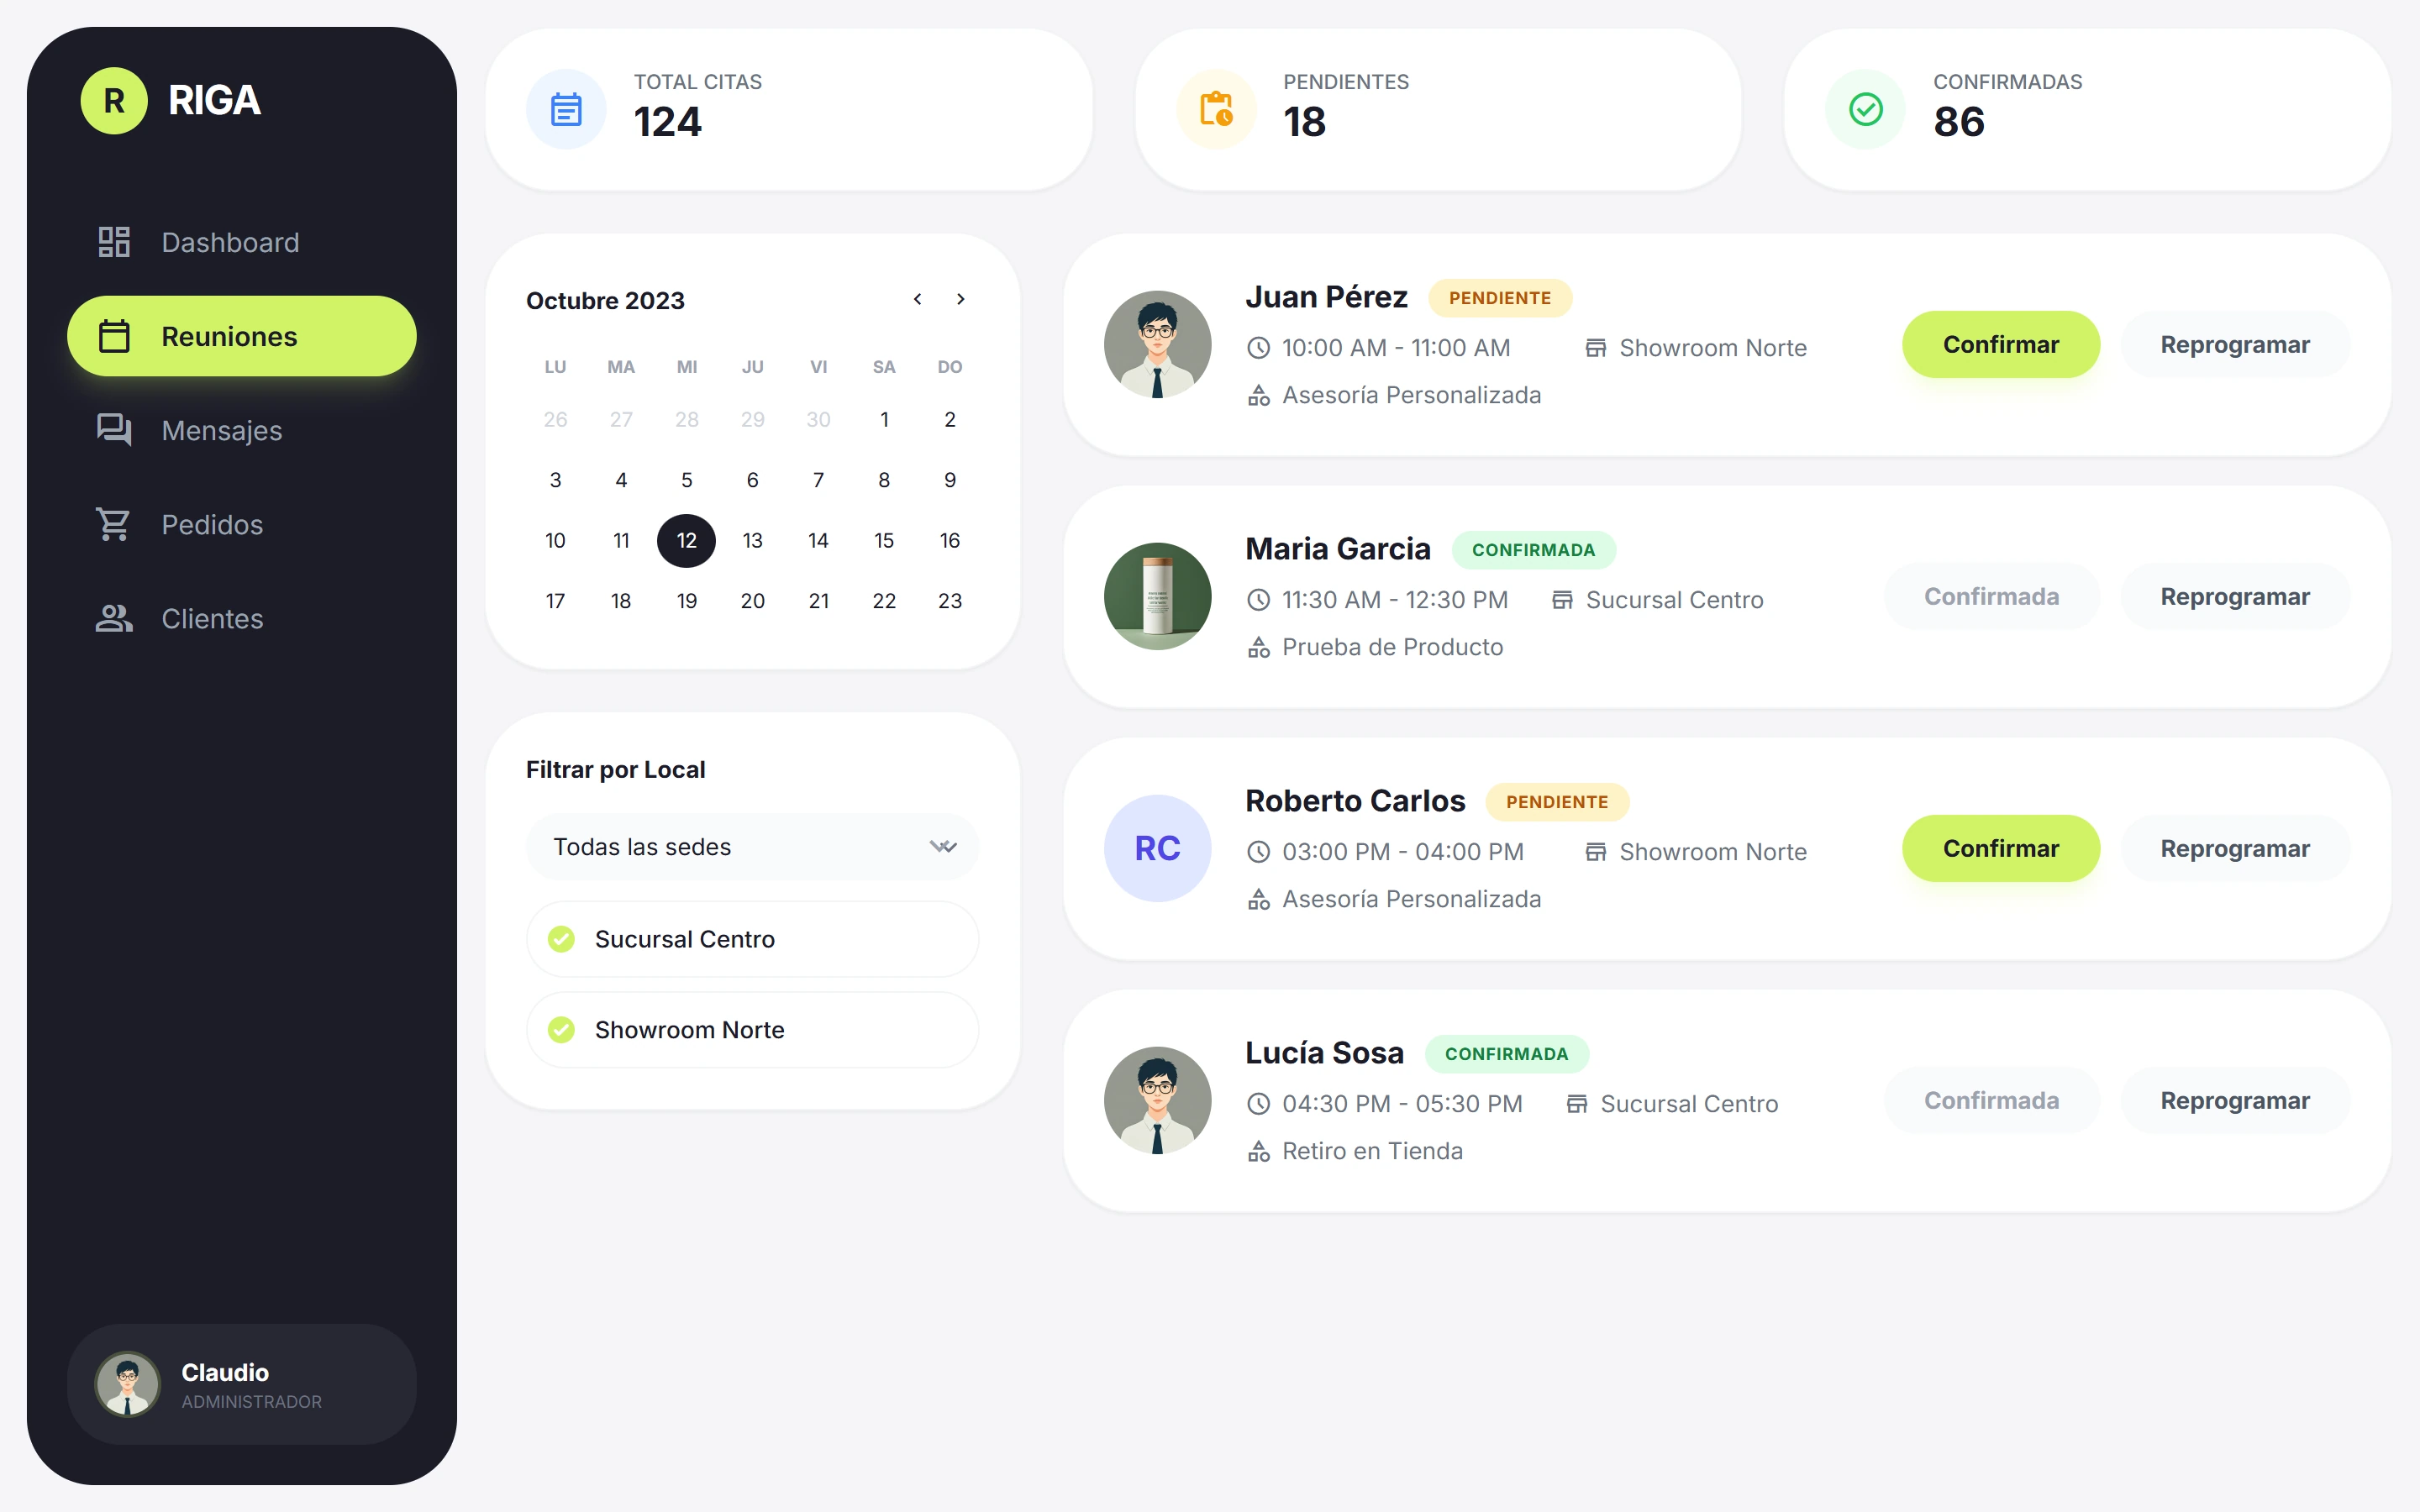 R RIGA
Dashboard
Reuniones
Mensajes
Pedidos
Clientes
Claudio
ADMINISTRADOR
TOTAL CITAS
124
PENDIENTES
18
CONFIRMADAS
86
Octubre 2023
LU MA MI JU VI SA DO
26 27 28 29 30 1 2
3 4 5 6 7 8 9
10 11 12 13 14 15 16
17 18 19 20 21 22 23
Filtrar por Local
Todas las sedes
Sucursal Centro
Showroom Norte
Juan Pérez PENDIENTE
10:00 AM - 11:00 AM Showroom Norte
Asesoría Personalizada
Confirmar Reprogramar
Maria Garcia CONFIRMADA
11:30 AM - 12:30 PM Sucursal Centro
Prueba de Producto
Confirmada Reprogramar
RC
Roberto Carlos PENDIENTE
03:00 PM - 04:00 PM Showroom Norte
Asesoría Personalizada
Confirmar Reprogramar
Lucía Sosa CONFIRMADA
04:30 PM - 05:30 PM Sucursal Centro
Retiro en Tienda
Confirmada Reprogramar